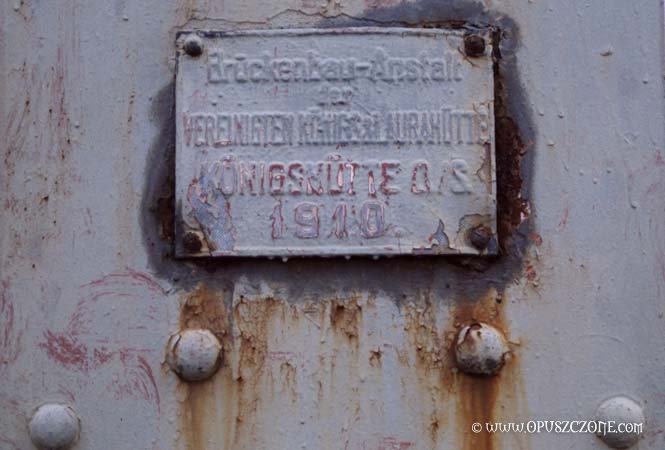 Brückenbau-Anstalt
der
VEREINIGTEN KÖNIGS & LAURAHÜTTE
KÖNIGSHÜTTE O/S.
1910.
© WWW.OPUSZCZONE.COM